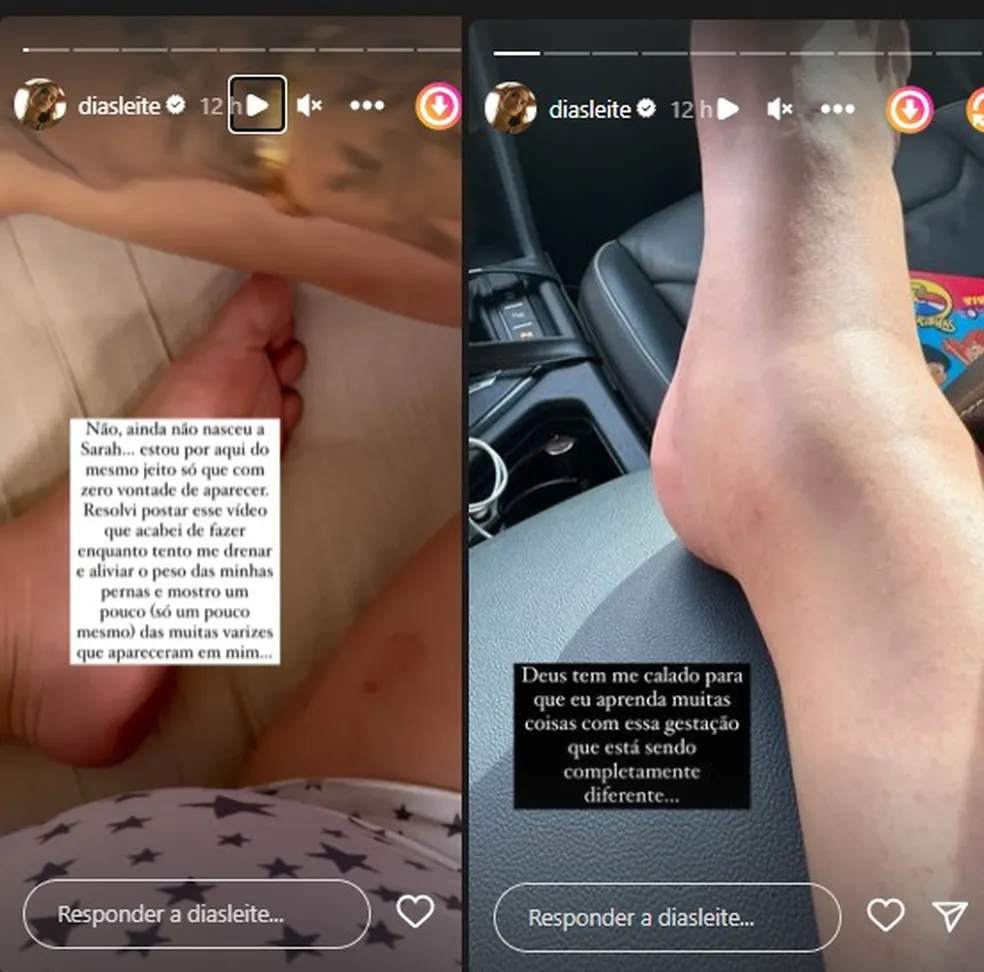 diasleite 12 h
Não, ainda não nasceu a
Sarah... estou por aqui do
mesmo jeito só que com
zero vontade de aparecer.
Resolvi postar esse vídeo
que acabei de fazer
enquanto tento me drenar
e aliviar o peso das minhas
pernas e mostro um
pouco (só um pouco
mesmo) das muitas varizes
que apareceram em mim...
Responder a diasleite...
diasleite 12 h
Deus tem me calado para
que eu aprenda muitas
coisas com essa gestação
que está sendo
completamente
diferente...
Responder a diasleite...